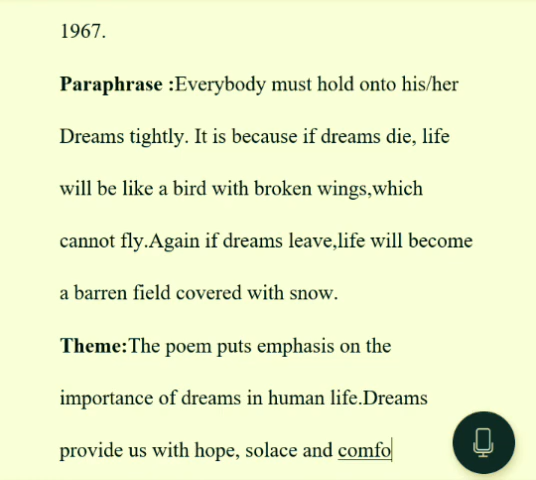 1967.
Paraphrase :Everybody must hold onto his/her
Dreams tightly. It is because if dreams die, life
will be like a bird with broken wings,which
cannot fly.Again if dreams leave,life will become
a barren field covered with snow.
Theme:The poem puts emphasis on the
importance of dreams in human life.Dreams
provide us with hope, solace and comfo